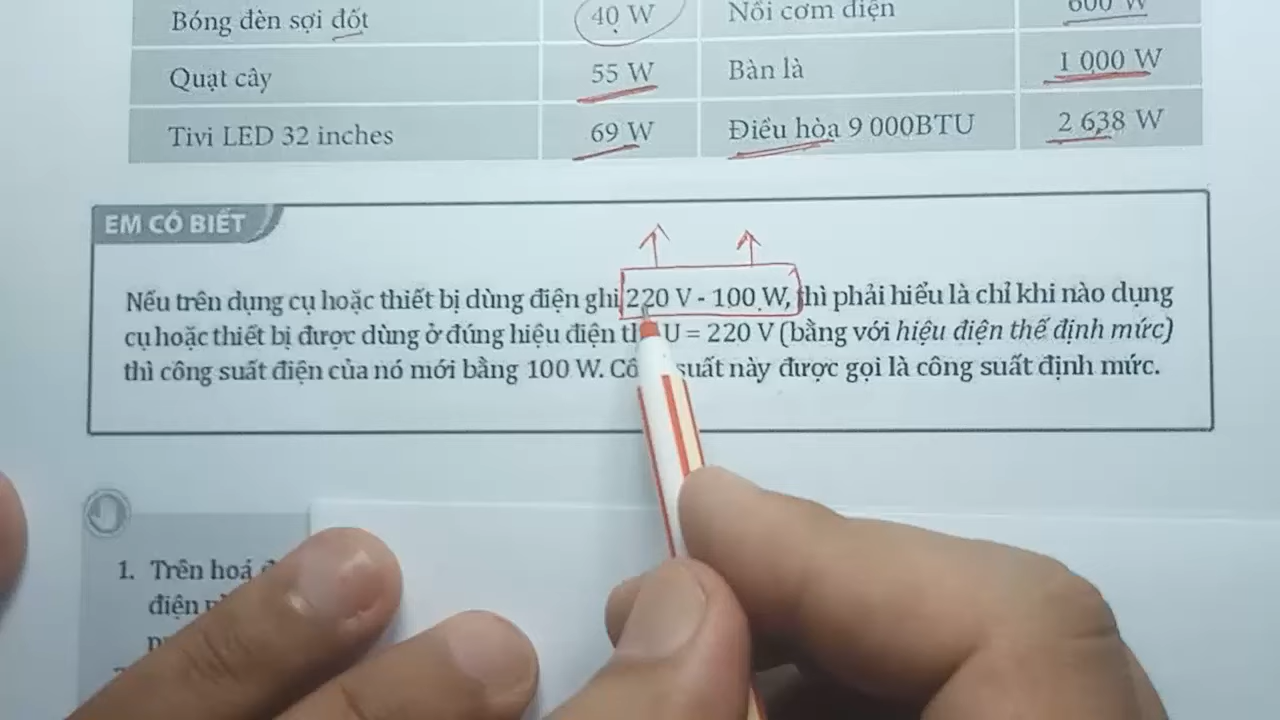 Bóng đèn sợi đốt 40 W Nồi cơm điện 600 W
Quạt cây 55 W Bàn là 1 000 W
Tivi LED 32 inches 69 W Điều hòa 9 000BTU 2 638 W
EM CÓ BIẾT
Nếu trên dụng cụ hoặc thiết bị dùng điện ghi 220 V - 100 W, thì phải hiểu là chỉ khi nào dụng
cụ hoặc thiết bị được dùng ở đúng hiệu điện U = 220 V (bằng với hiệu điện thế định mức)
thì công suất điện của nó mới bằng 100 W. suất này được gọi là công suất định mức.
1. Trên hoá
điện